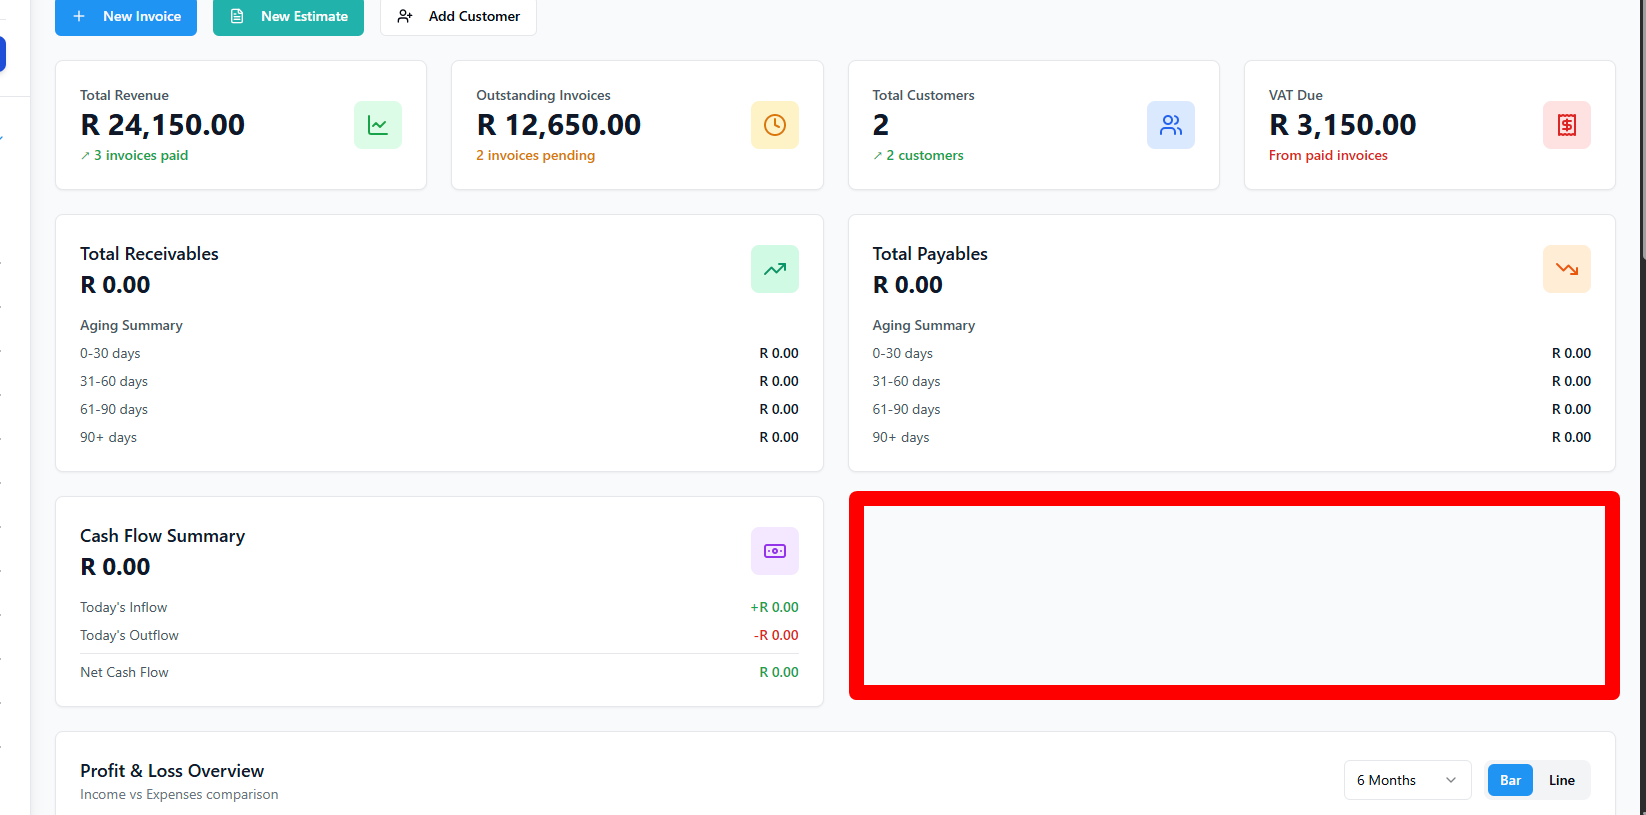 New Invoice
New Estimate
Add Customer
Total Revenue
R 24,150.00
↗ 3 invoices paid
Outstanding Invoices
R 12,650.00
2 invoices pending
Total Customers
2
↗ 2 customers
VAT Due
R 3,150.00
From paid invoices
Total Receivables
R 0.00
Aging Summary
0-30 days R 0.00
31-60 days R 0.00
61-90 days R 0.00
90+ days R 0.00
Total Payables
R 0.00
Aging Summary
0-30 days R 0.00
31-60 days R 0.00
61-90 days R 0.00
90+ days R 0.00
Cash Flow Summary
R 0.00
Today's Inflow +R 0.00
Today's Outflow -R 0.00
Net Cash Flow R 0.00
Profit & Loss Overview
Income vs Expenses comparison
6 Months
Bar
Line